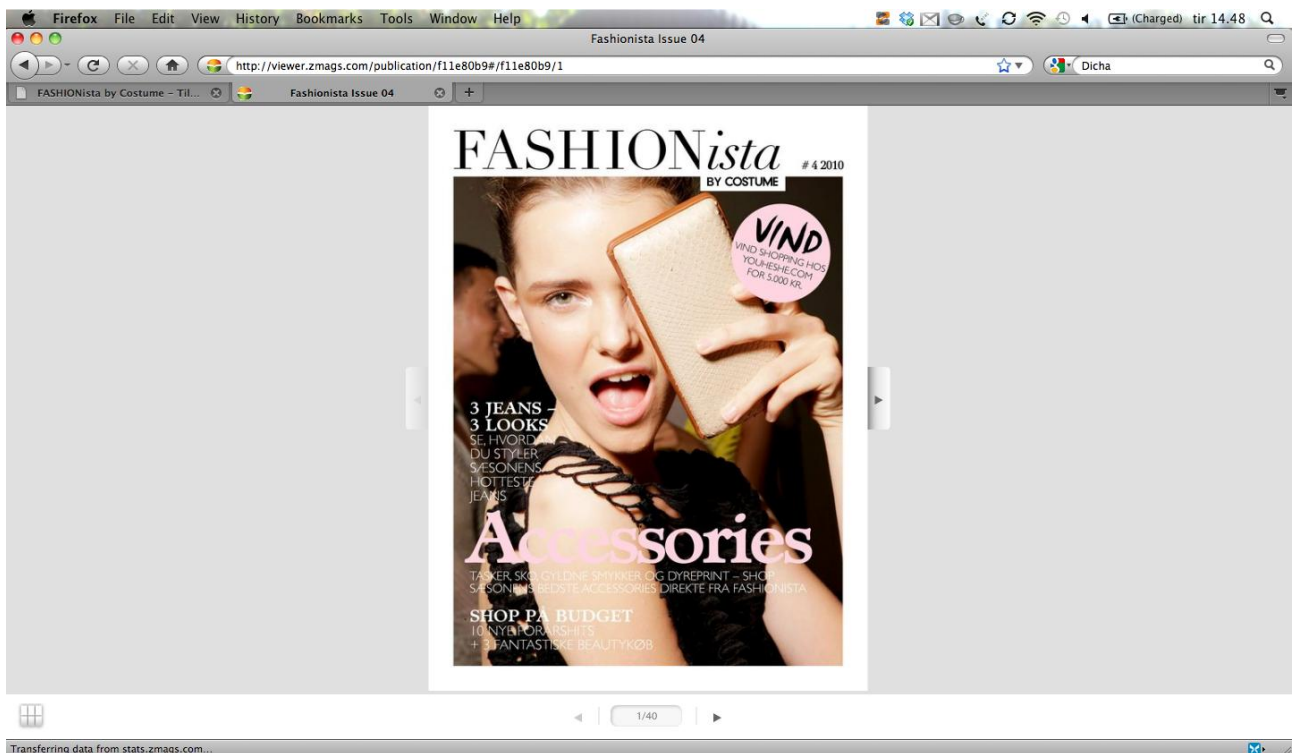 Firefox File Edit View History Bookmarks Tools Window Help (Charged) tir 14.48
Fashionista Issue 04
http://viewer.zmags.com/publication/f11e80b9#/f11e80b9/1
Dicha
FASHIONista by Costume – Til...
Fashionista Issue 04
FASHIONista # 4 2010
BY COSTUME
VIND
VIND SHOPPING HOS
YOUHESHE.COM
FOR 5.000 KR.
3 JEANS –
3 LOOKS
SE, HVORDAN
DU STYLER
SÆSONENS
HOTTESTE
JEANS
Accessories
TASKER, SKO, GYLDNE SMYKKER OG DYREPRINT – SHOP
SÆSONENS BEDSTE ACCESSORIES DIREKTE FRA FASHIONISTA
SHOP PÅ BUDGET
10 NYE FORÅRSHITS
+ 3 FANTASTISKE BEAUTYKØB
1/40
Transferring data from stats.zmags.com...